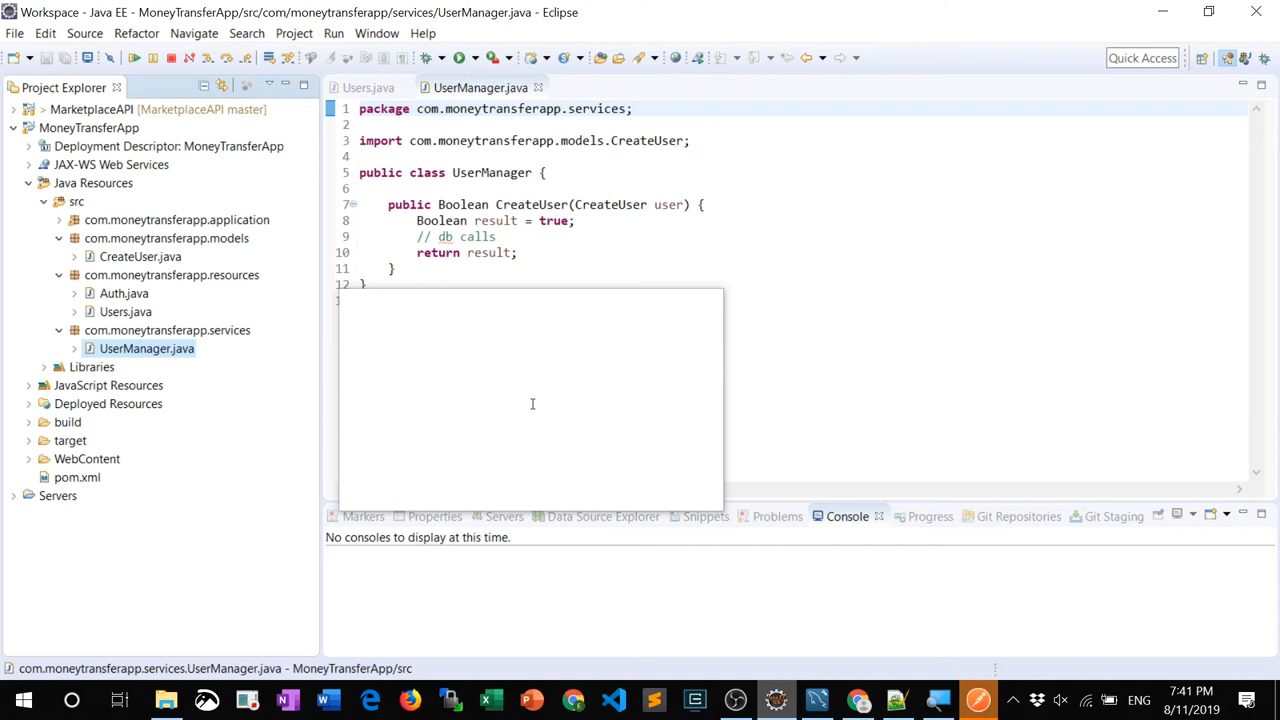 Workspace - Java EE - MoneyTransferApp/src/com/moneytransferapp/services/UserManager.java - Eclipse
File Edit Source Refactor Navigate Search Project Run Window Help
Quick Access
Project Explorer
Users.java
UserManager.java
> MarketplaceAPI [MarketplaceAPI master]
MoneyTransferApp
Deployment Descriptor: MoneyTransferApp
JAX-WS Web Services
Java Resources
src
com.moneytransferapp.application
com.moneytransferapp.models
CreateUser.java
com.moneytransferapp.resources
Auth.java
Users.java
com.moneytransferapp.services
UserManager.java
Libraries
JavaScript Resources
Deployed Resources
build
target
WebContent
pom.xml
Servers
1 package com.moneytransferapp.services;
2
3 import com.moneytransferapp.models.CreateUser;
4
5 public class UserManager {
6
7 public Boolean CreateUser(CreateUser user) {
8 Boolean result = true;
9 // db calls
10 return result;
11 }
12 }
Markers Properties Servers Data Source Explorer Snippets Problems Console Progress Git Repositories Git Staging
No consoles to display at this time.
com.moneytransferapp.services.UserManager.java - MoneyTransferApp/src
ENG
7:41 PM
8/11/2019